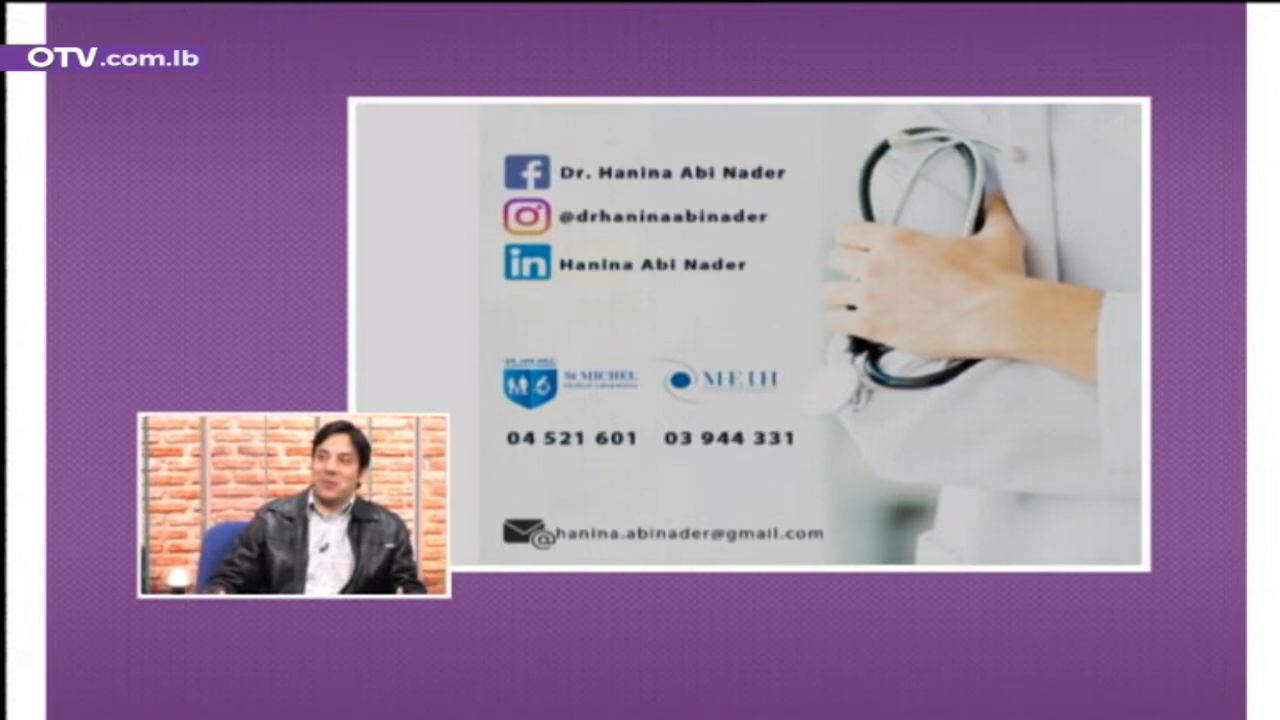 OTV.com.lb
Dr. Hanina Abi Nader
@drhaninaabinader
in Hanina Abi Nader
St MICHEL
04 521 601 03 944 331
hanina.abinader@gmail.com